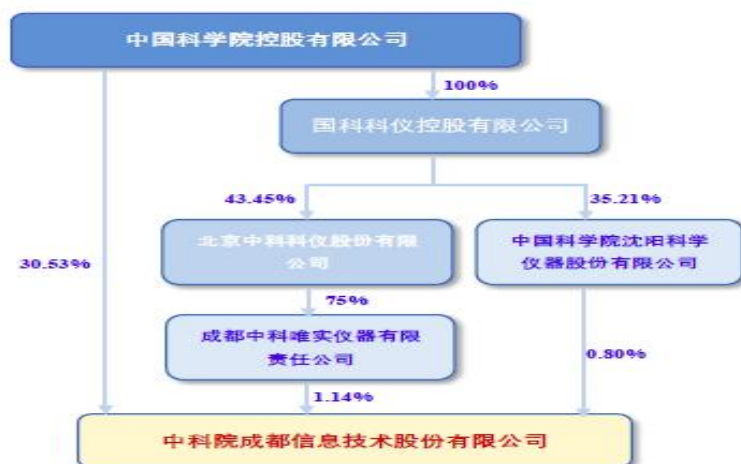 中国科学院控股有限公司
100%
国科科仪控股有限公司
43.45%
35.21%
北京中科科仪股份有限
公司
中国科学院沈阳科学
仪器股份有限公司
30.53%
75%
成都中科唯实仪器有限
责任公司
0.80%
1.14%
中科院成都信息技术股份有限公司